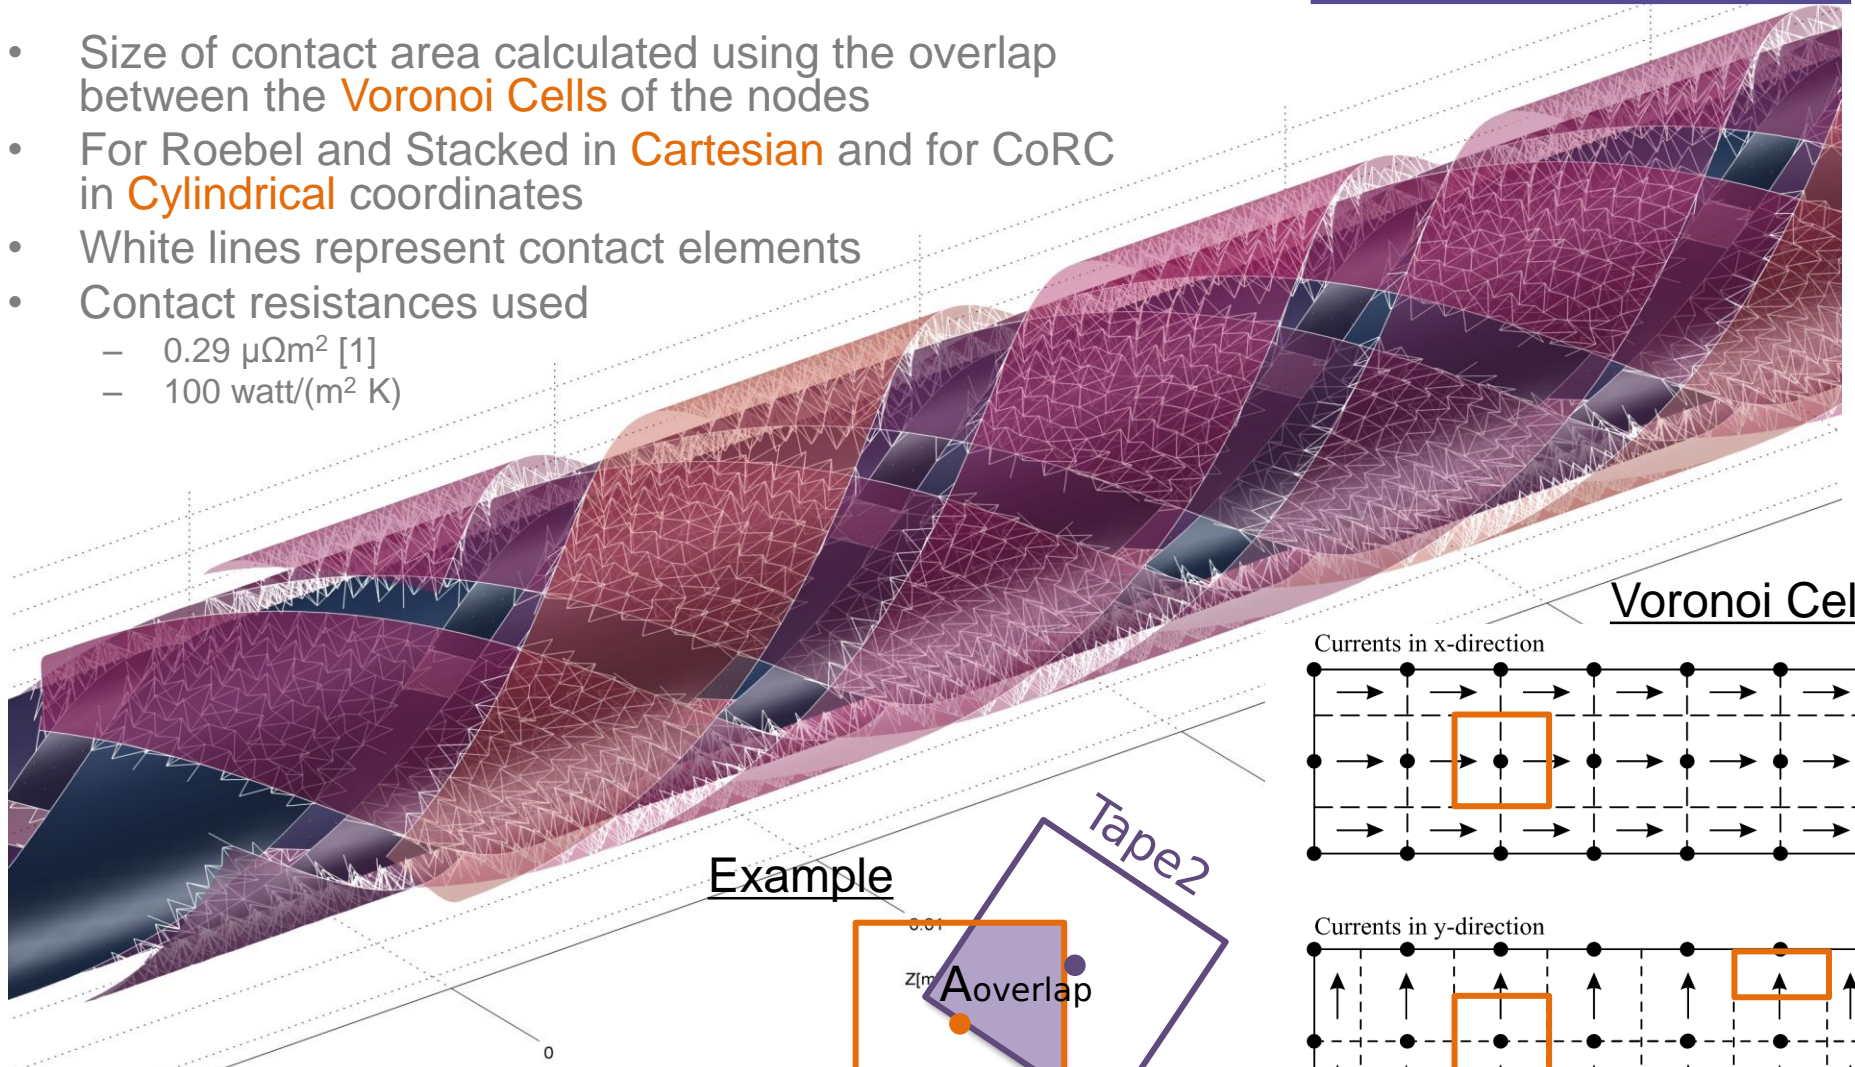 • Size of contact area calculated using the overlap
between the Voronoi Cells of the nodes
• For Roebel and Stacked in Cartesian and for CoRC
in Cylindrical coordinates
• White lines represent contact elements
• Contact resistances used
– 0.29 µΩm² [1]
– 100 watt/(m² K)
Voronoi Cel
Currents in x-direction
Tape2
Example
0.01
Currents in y-direction
Z[m
Aoverlap
0